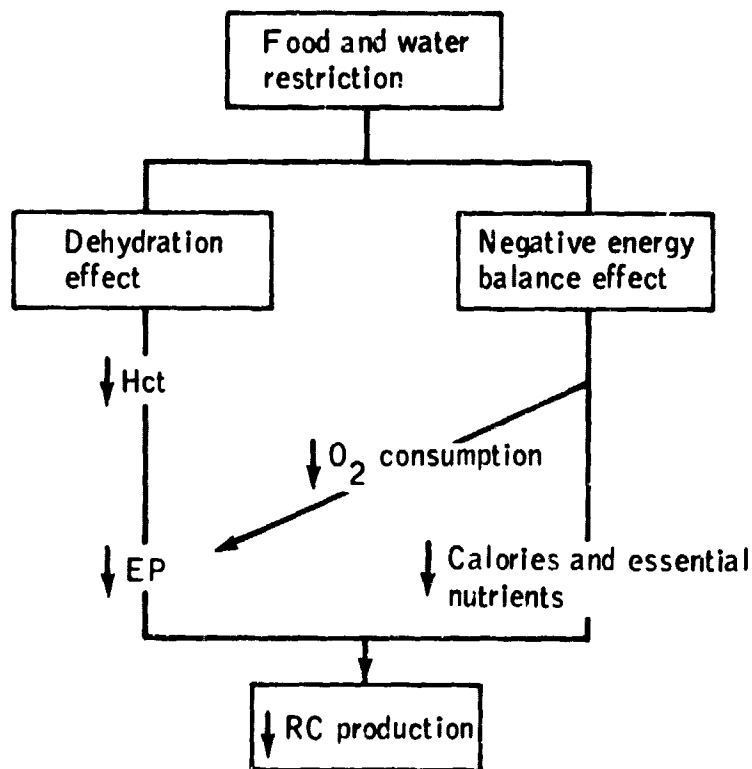 Food and water
restriction
Dehydration
effect
Negative energy
balance effect
↓ Hct
↓ O₂ consumption
↓ EP
↓ Calories and essential
nutrients
↓ RC production